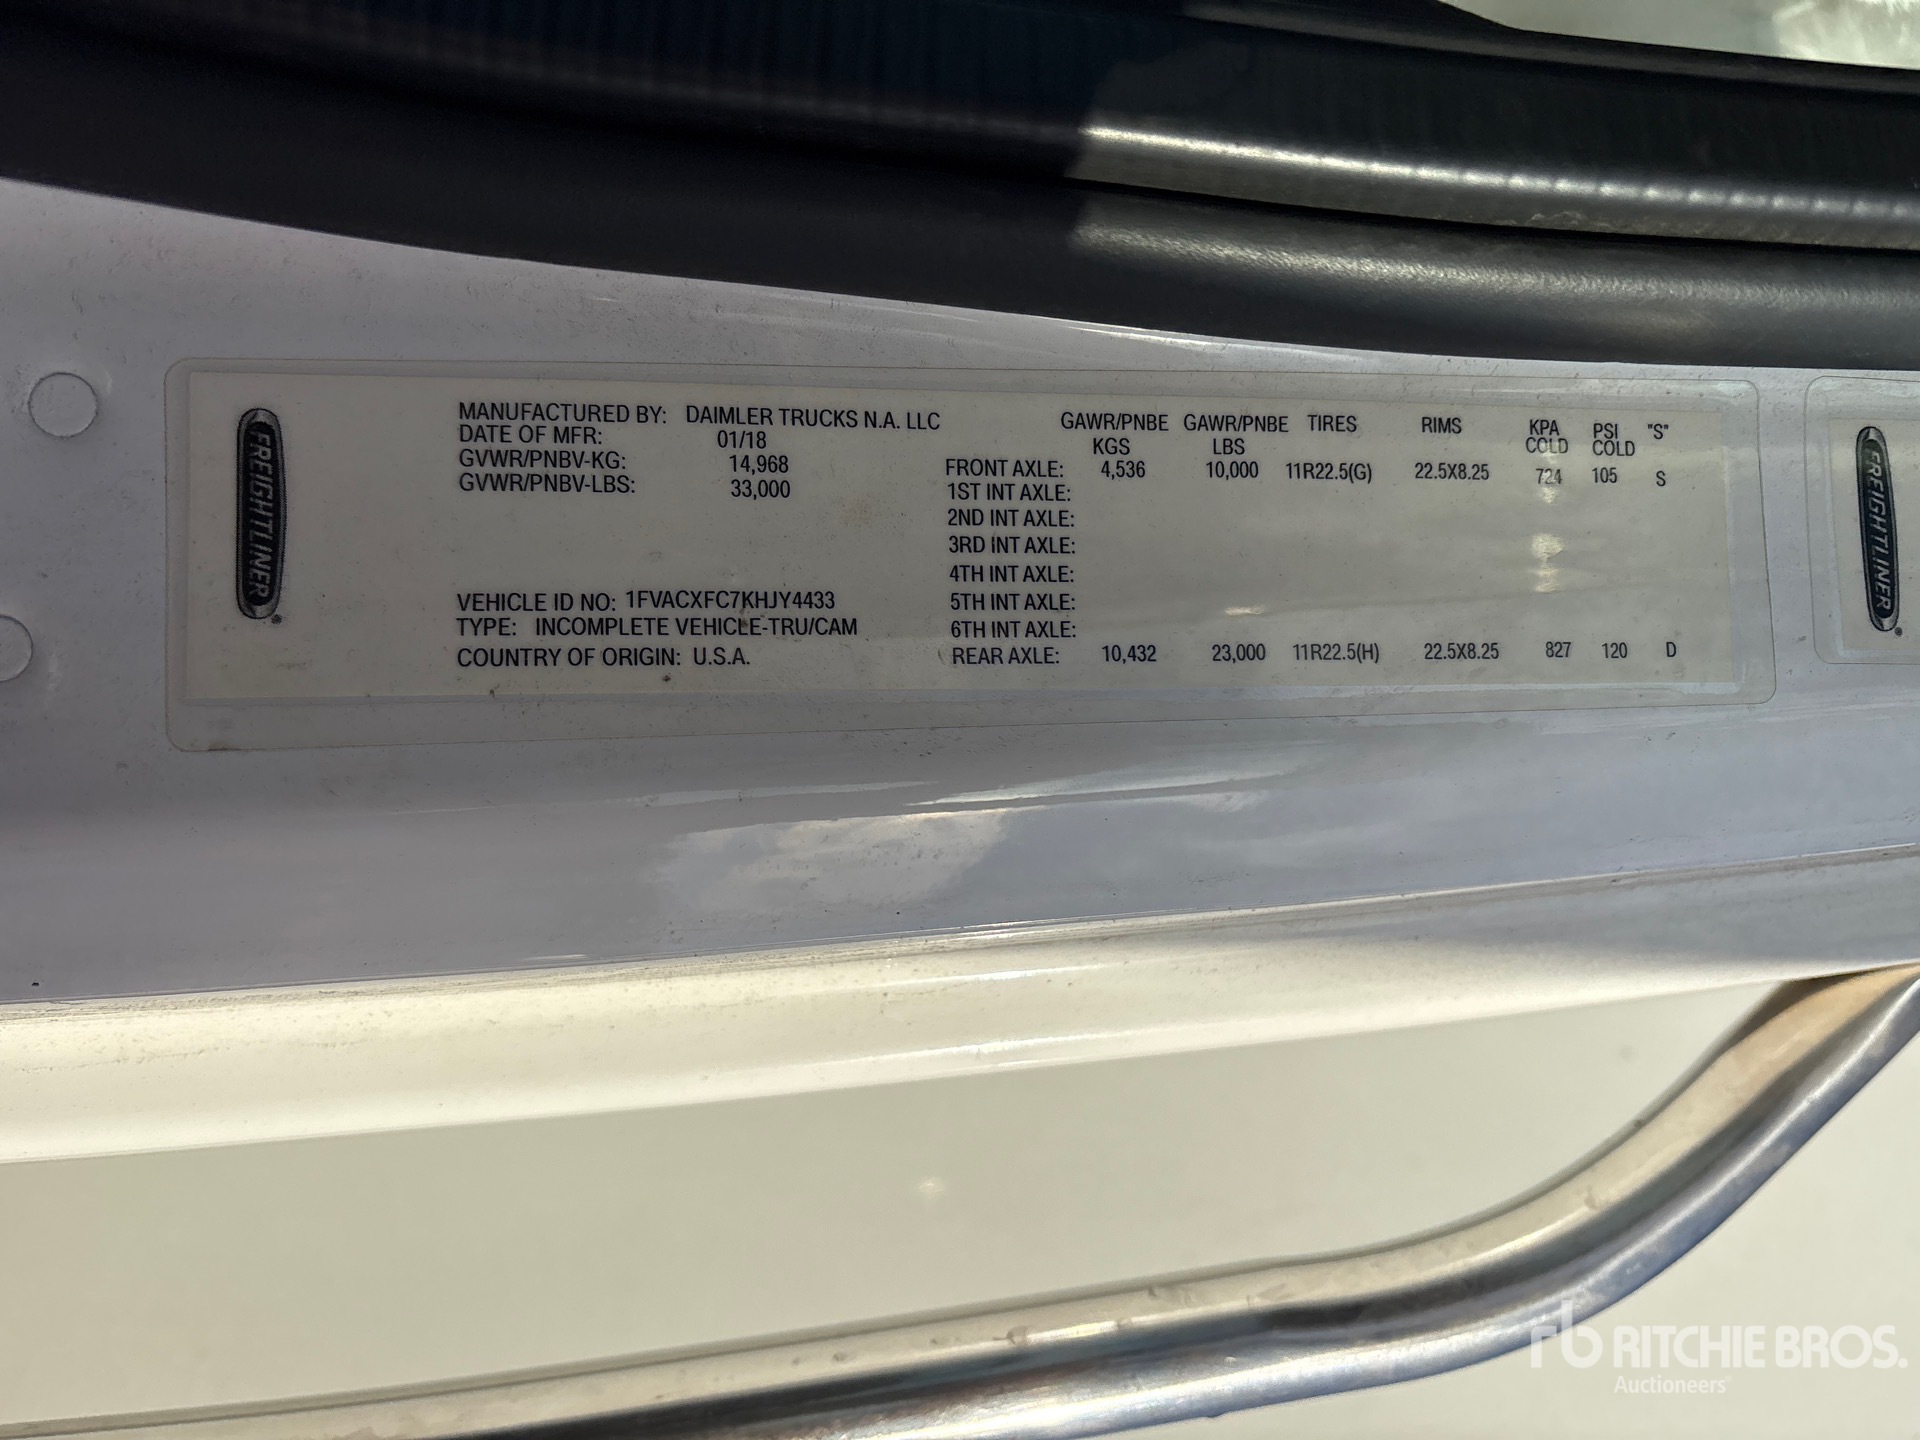 FREIGHTLINER®
MANUFACTURED BY: DAIMLER TRUCKS N.A. LLC
DATE OF MFR: 01/18
GVWR/PNBV-KG: 14,968
GVWR/PNBV-LBS: 33,000
VEHICLE ID NO: 1FVACXFC7KHJY4433
TYPE: INCOMPLETE VEHICLE-TRU/CAM
COUNTRY OF ORIGIN: U.S.A.
GAWR/PNBE KGS GAWR/PNBE LBS TIRES RIMS KPA COLD PSI COLD "S"
FRONT AXLE: 4,536 10,000 11R22.5(G) 22.5X8.25 724 105 S
1ST INT AXLE:
2ND INT AXLE:
3RD INT AXLE:
4TH INT AXLE:
5TH INT AXLE:
6TH INT AXLE:
REAR AXLE: 10,432 23,000 11R22.5(H) 22.5X8.25 827 120 D
FREIGHTLINER®
rb RITCHIE BROS.
Auctioneers